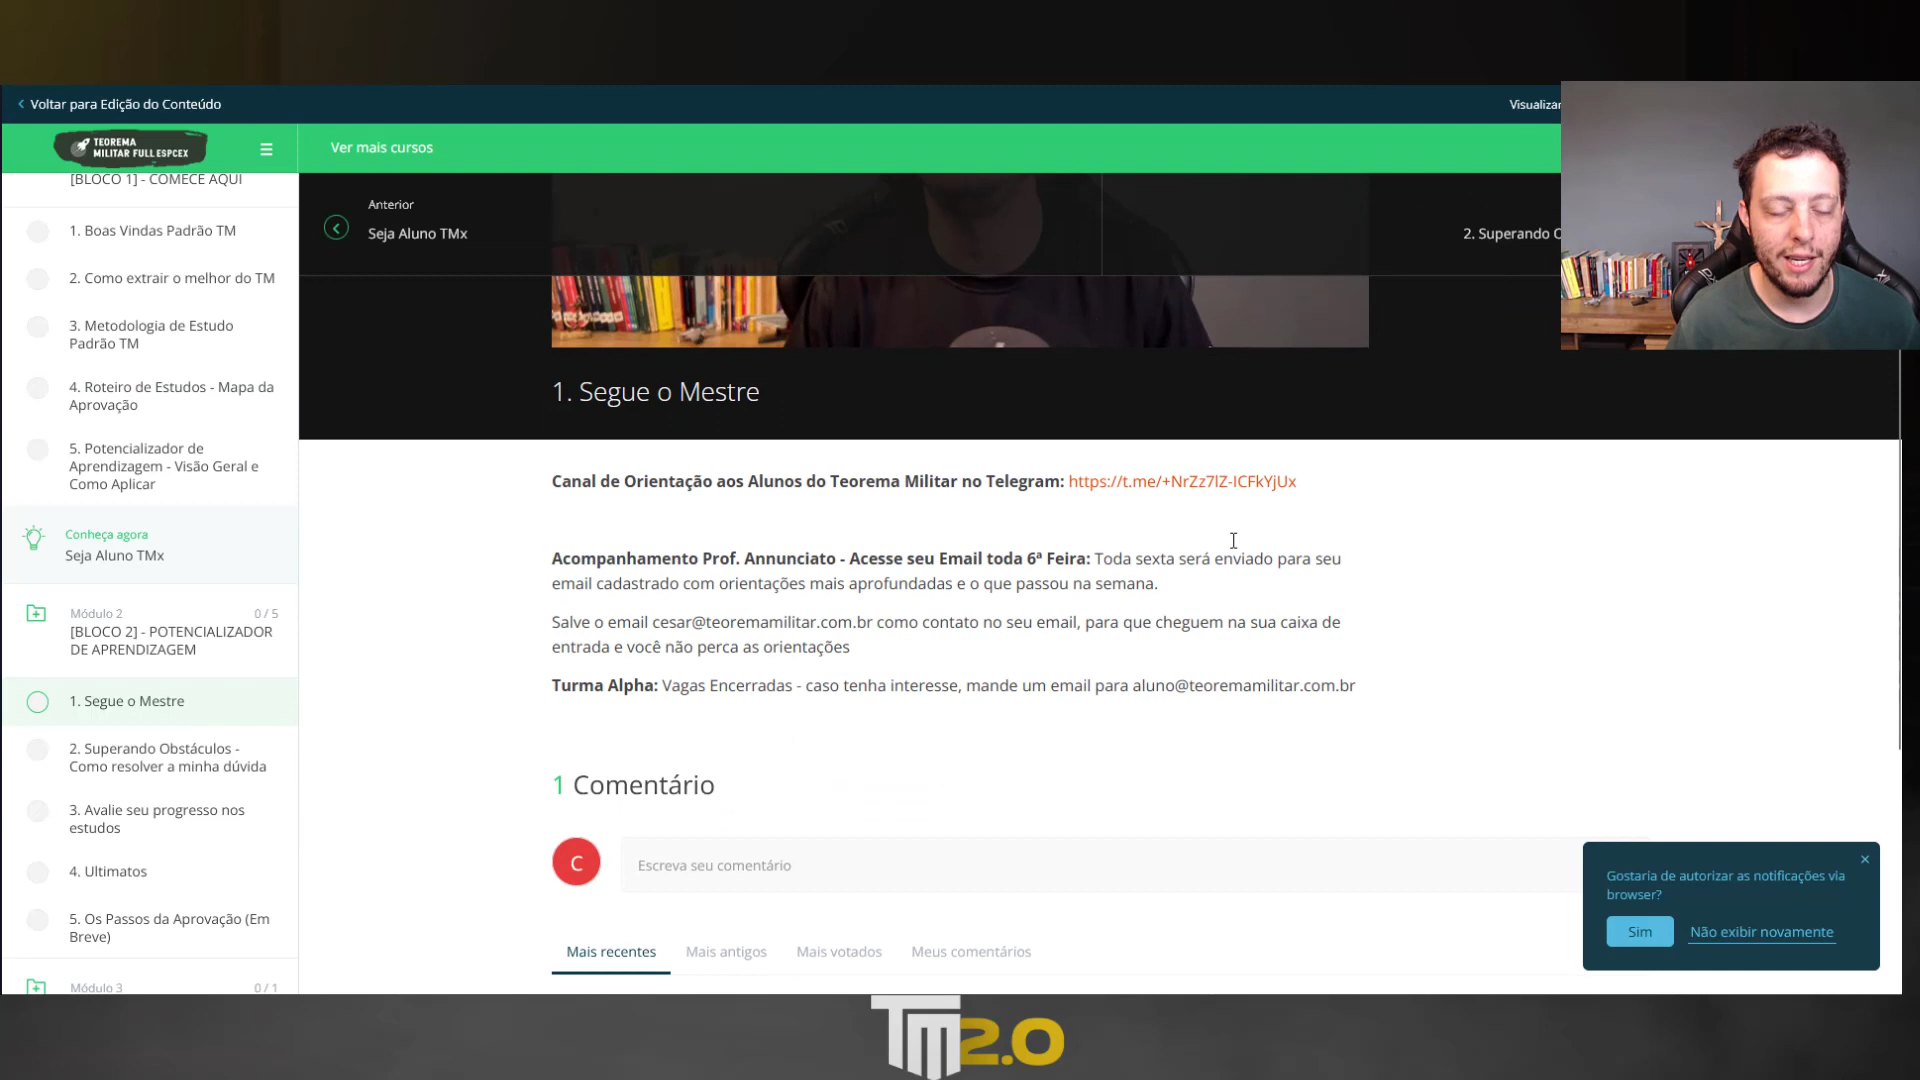 Voltar para Edição do Conteúdo
Visualizar
TEOREMA
MILITAR FULL ESPCEX
Ver mais cursos
[BLOCO 1] - COMECE AQUI
1. Boas Vindas Padrão TM
2. Como extrair o melhor do TM
3. Metodologia de Estudo
Padrão TM
4. Roteiro de Estudos - Mapa da
Aprovação
5. Potencializador de
Aprendizagem - Visão Geral e
Como Aplicar
Conheça agora
Seja Aluno TMx
Módulo 2 0 / 5
[BLOCO 2] - POTENCIALIZADOR
DE APRENDIZAGEM
1. Segue o Mestre
2. Superando Obstáculos -
Como resolver a minha dúvida
3. Avalie seu progresso nos
estudos
4. Ultimatos
5. Os Passos da Aprovação (Em
Breve)
Módulo 3 0 / 1
Anterior
Seja Aluno TMx
2. Superando O
1. Segue o Mestre
Canal de Orientação aos Alunos do Teorema Militar no Telegram: https://t.me/+NrZz7lZ-ICFkYjUx
Acompanhamento Prof. Annunciato - Acesse seu Email toda 6ª Feira: Toda sexta será enviado para seu
email cadastrado com orientações mais aprofundadas e o que passou na semana.
Salve o email cesar@teoremamilitar.com.br como contato no seu email, para que cheguem na sua caixa de
entrada e você não perca as orientações
Turma Alpha: Vagas Encerradas - caso tenha interesse, mande um email para aluno@teoremamilitar.com.br
1 Comentário
C
Escreva seu comentário
Mais recentes Mais antigos Mais votados Meus comentários
Gostaria de autorizar as notificações via
browser?
Sim Não exibir novamente
TM 2.0